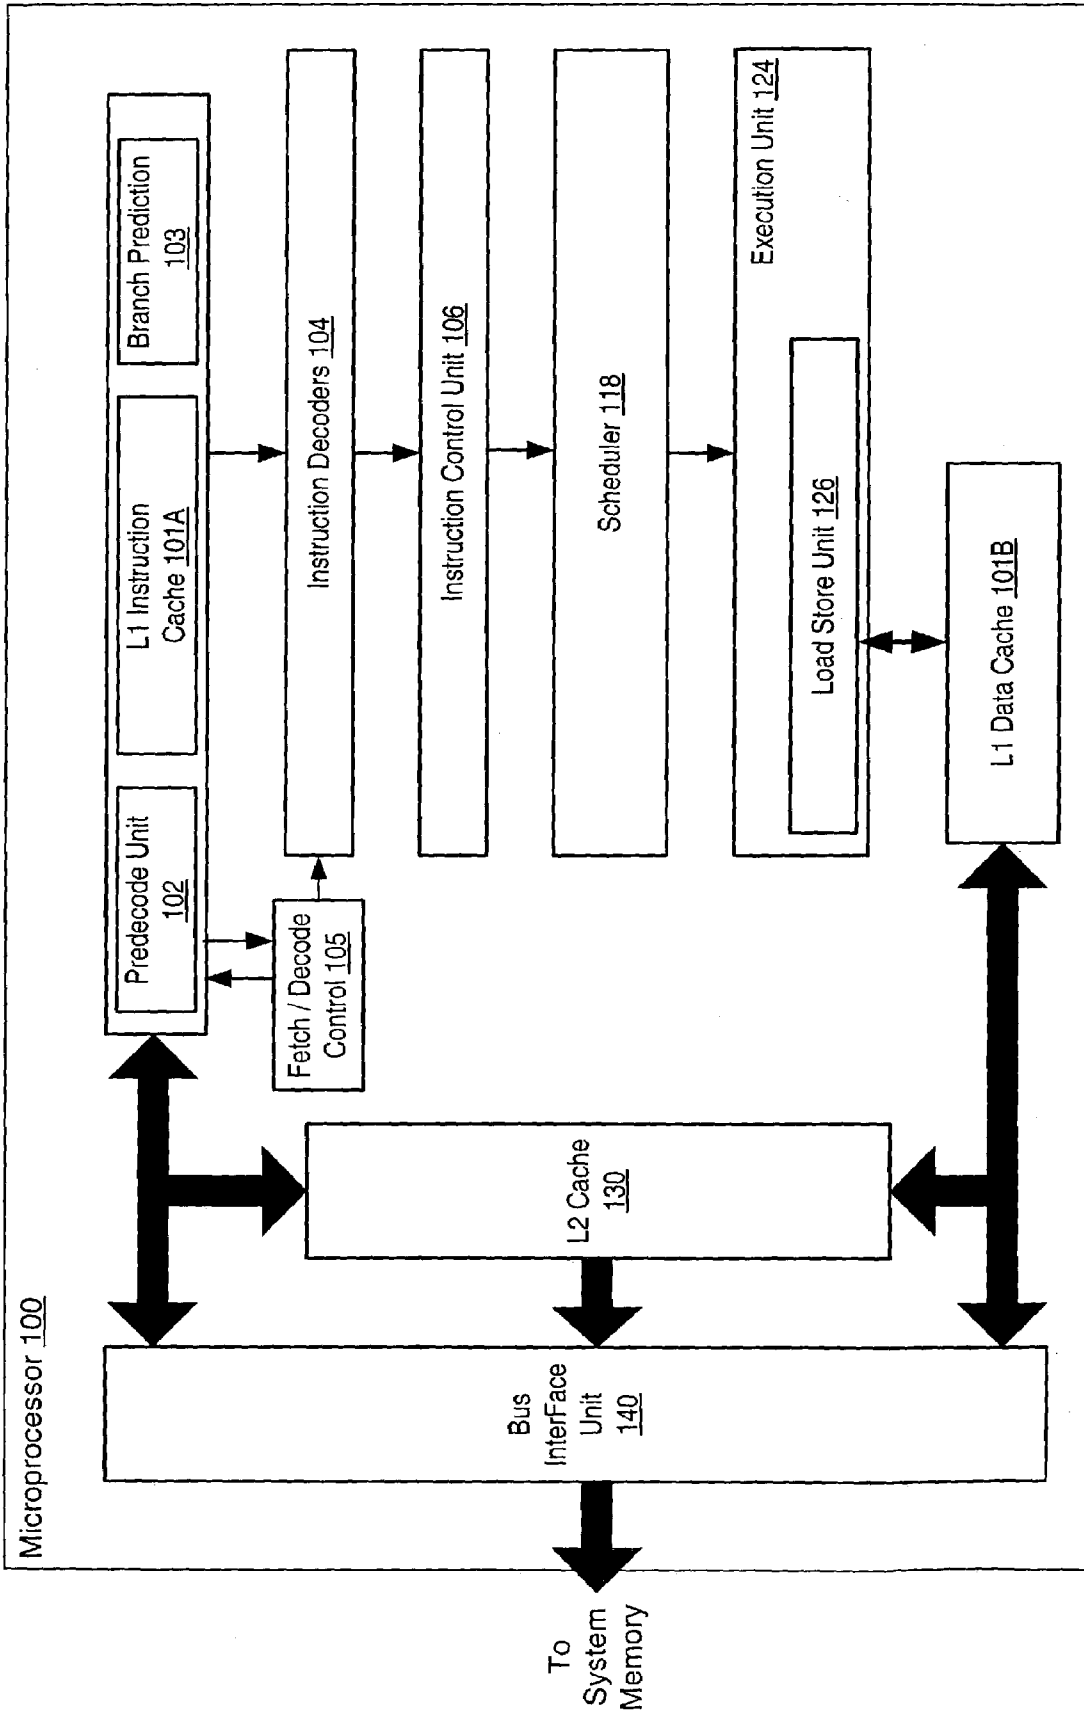 Microprocessor 100
Predecode Unit
102
L1 Instruction
Cache 101A
Branch Prediction
103
Fetch / Decode
Control 105
Instruction Decoders 104
Instruction Control Unit 106
Scheduler 118
Execution Unit 124
Load Store Unit 126
L1 Data Cache 101B
L2 Cache
130
Bus
InterFace
Unit
140
To
System
Memory